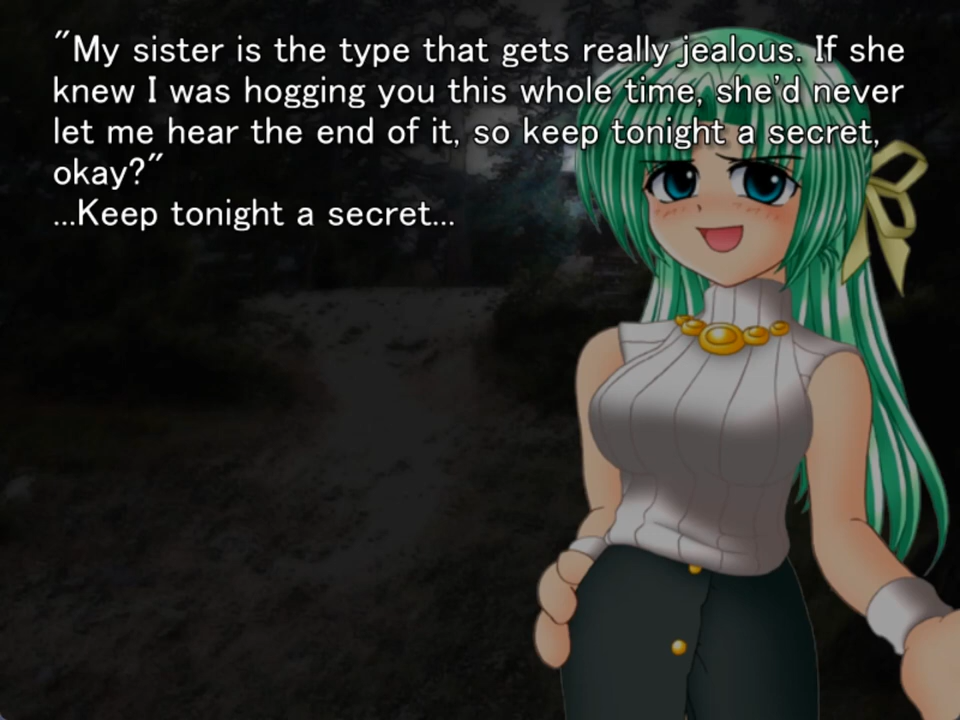 "My sister is the type that gets really jealous. If she
knew I was hogging you this whole time, she'd never
let me hear the end of it, so keep tonight a secret,
okay?"
...Keep tonight a secret...